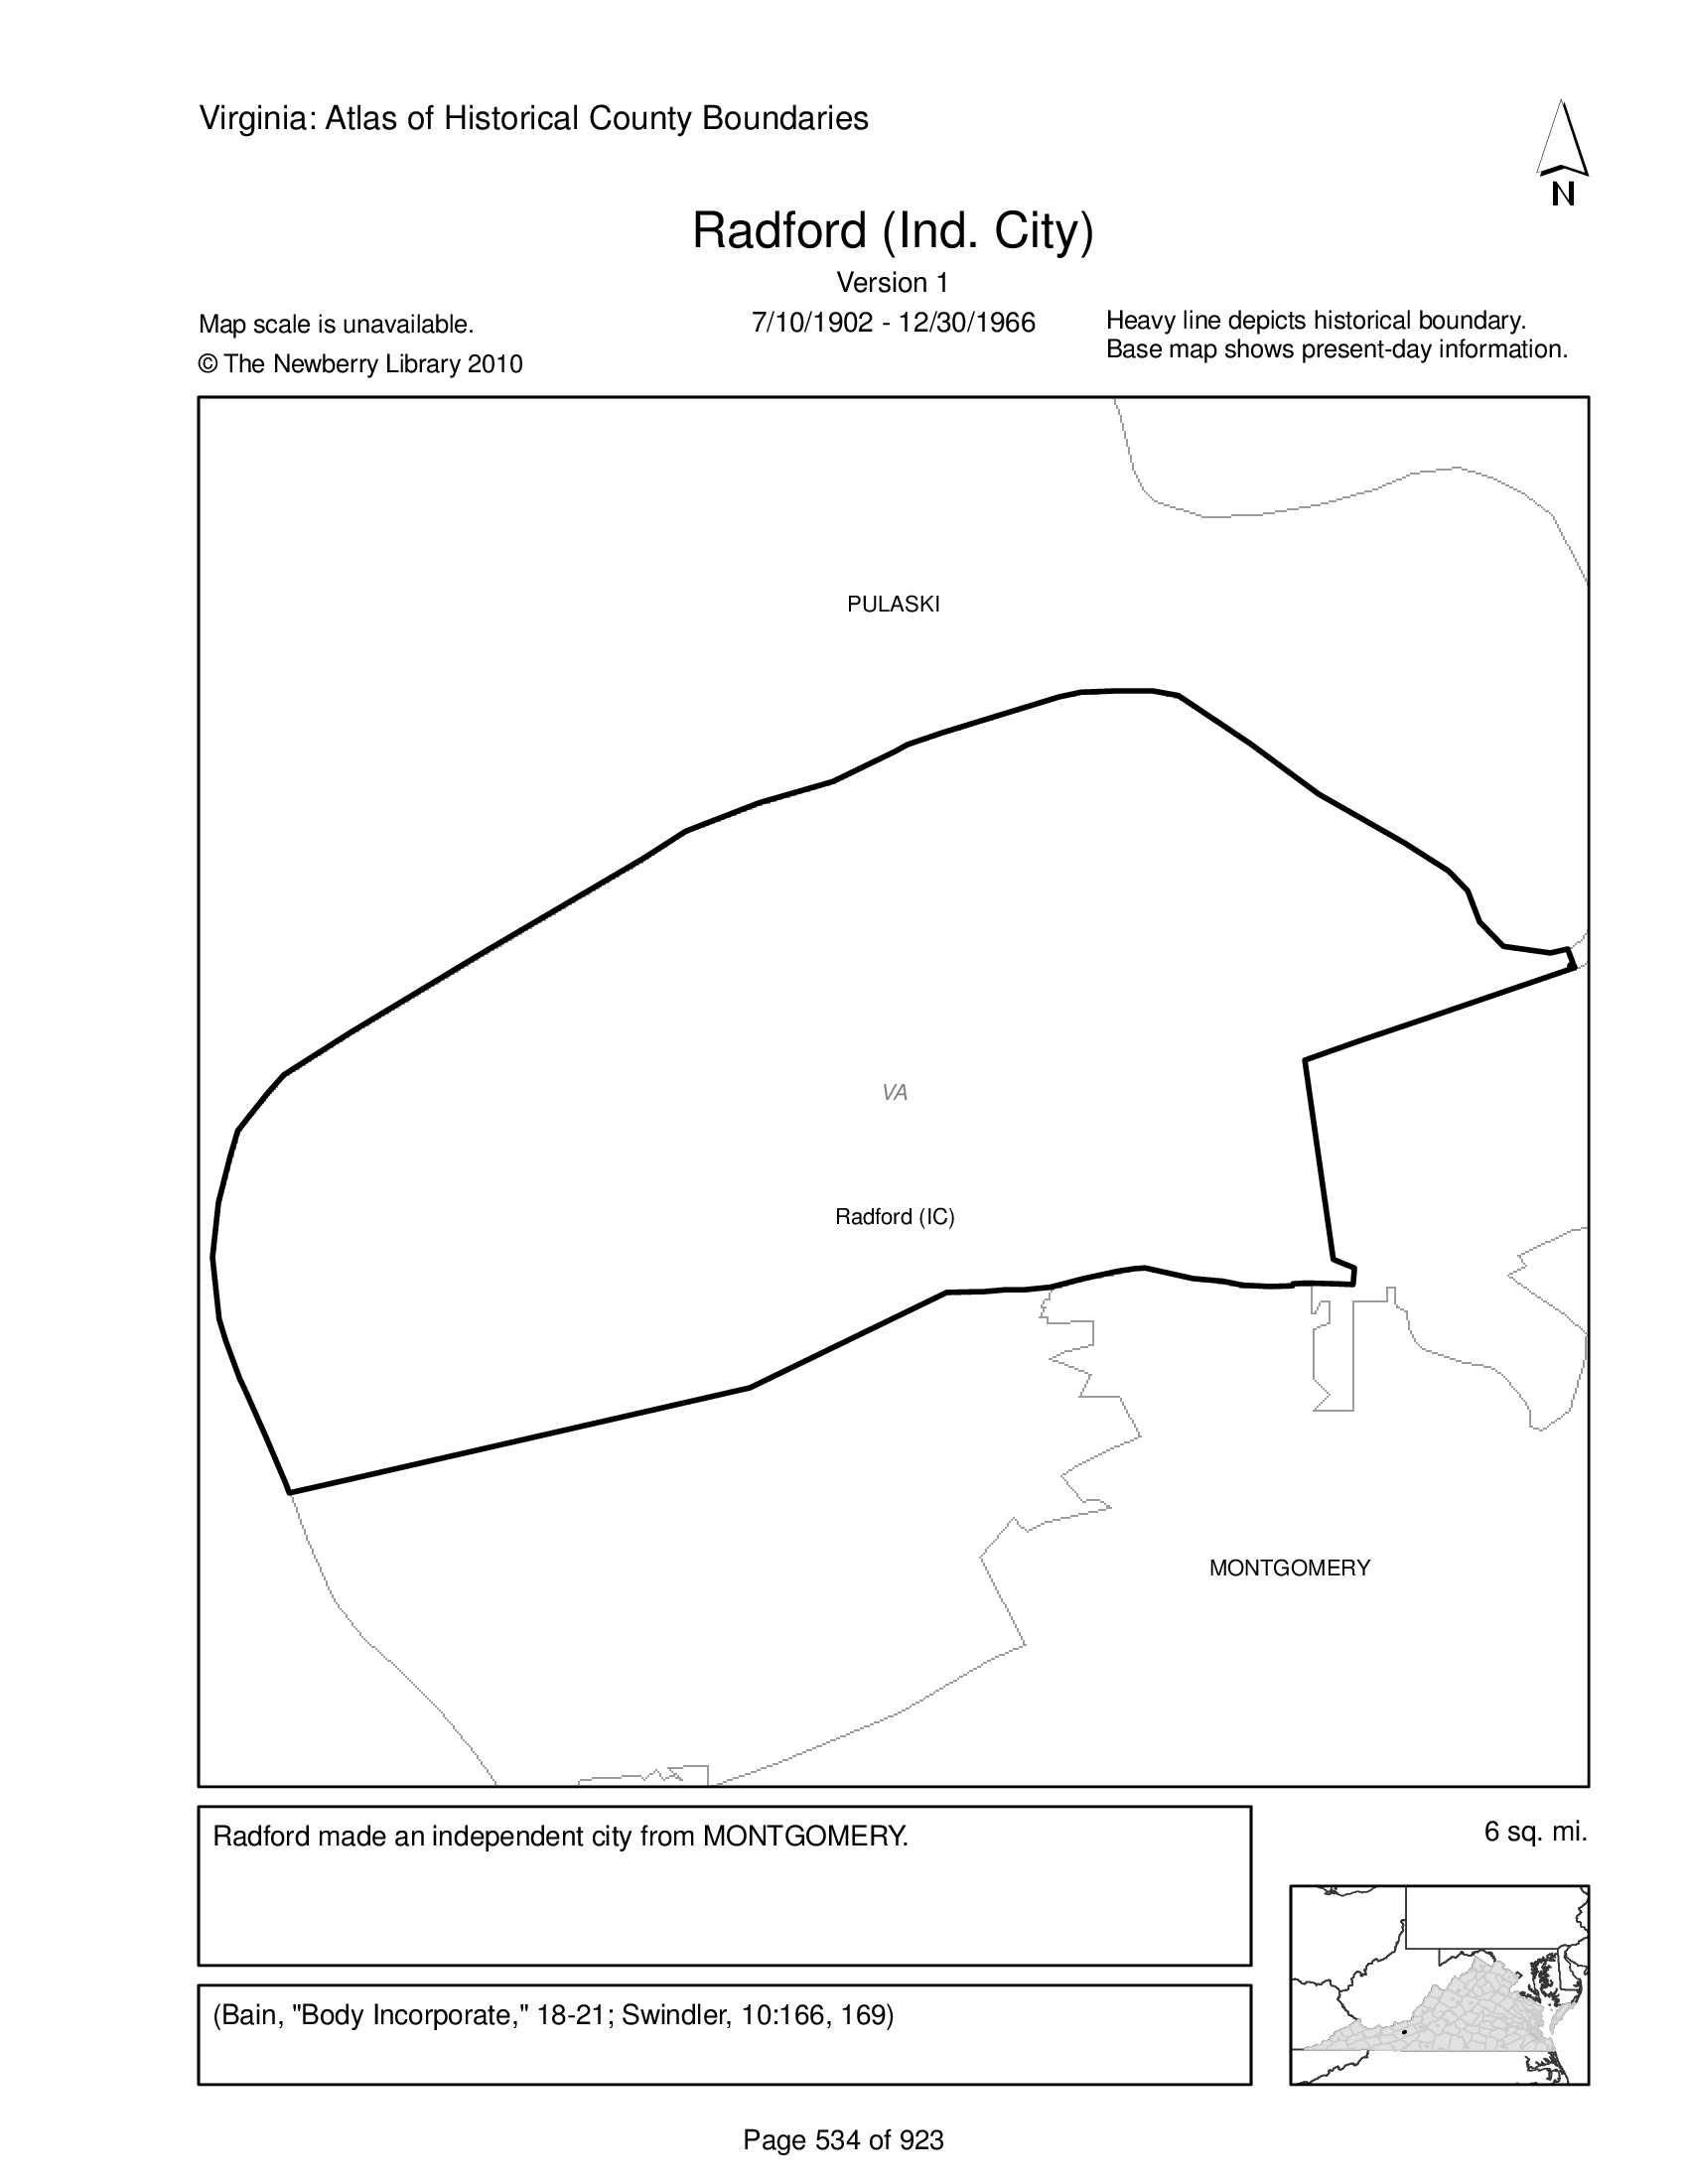 Virginia: Atlas of Historical County Boundaries
N
Radford (Ind. City)
Version 1
7/10/1902 - 12/30/1966
Map scale is unavailable.
© The Newberry Library 2010
Heavy line depicts historical boundary.
Base map shows present-day information.
PULASKI
VA
Radford (IC)
MONTGOMERY
Radford made an independent city from MONTGOMERY.
6 sq. mi.
(Bain, "Body Incorporate," 18-21; Swindler, 10:166, 169)
Page 534 of 923